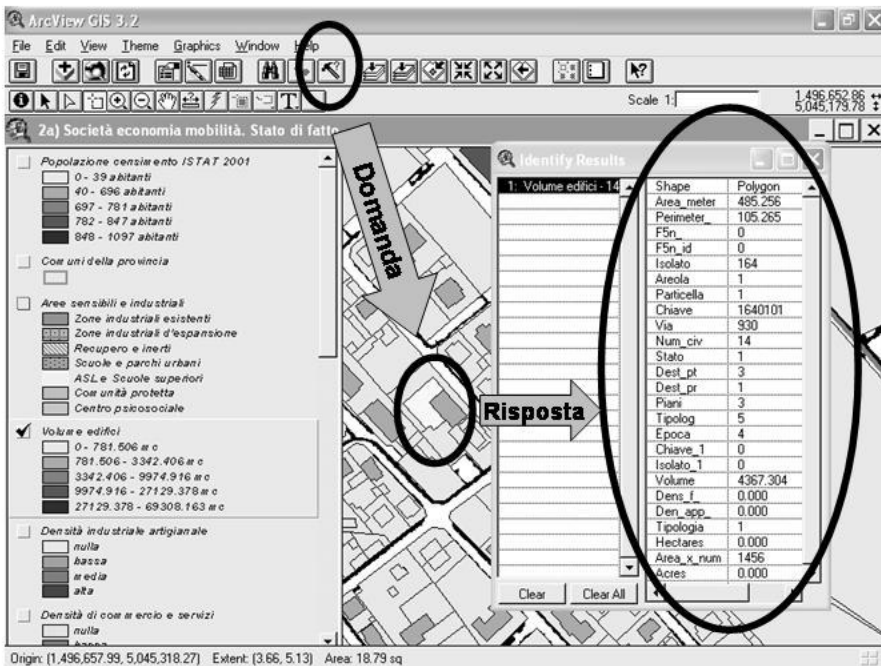 ArcView GIS 3.2
File Edit View Theme Graphics Window Help
Scale 1:
1,496,652.86
5,045,179.78
2a) Società economia mobilità. Stato di fatto
Popolazione censimento ISTAT 2001
0 - 39 abitanti
40 - 696 abitanti
697 - 781 abitanti
782 - 847 abitanti
848 - 1097 abitanti
Comuni della provincia
Aree sensibili e industriali
Zone industriali esistenti
Zone industriali d'espansione
Recupero e inerti
Scuole e parchi urbani
ASL e Scuole superiori
Comunità protetta
Centro psicosociale
Volume edifici
0 - 781.506 mc
781.506 - 3342.406 mc
3342.406 - 9974.916 mc
9974.916 - 27129.378 mc
27129.378 - 69308.163 mc
Densità industriale artigianale
nulla
bassa
media
alta
Densità di commercio e servizi
nulla
bassa
Domanda
Risposta
Identify Results
1: Volume edifici - 14
Shape Polygon
Area_meter 485.256
Perimeter_ 105.265
F5n_ 0
F5n_id 0
Isolato 164
Areola 1
Particella 1
Chiave 1640101
Via 930
Num_civ 14
Stato 1
Dest_pt 3
Dest_pr 1
Piani 3
Tipolog 5
Epoca 4
Chiave_1 0
Isolato_1 0
Volume 4367.304
Dens_f_ 0.000
Den_app_ 0.000
Tipologia 1
Hectares 0.000
Area_x_num 1456
Acres 0.000
Clear Clear All
Origin: (1,496,657.99, 5,045,318.27) Extent: (3.66, 5.13) Area: 18.79 sq